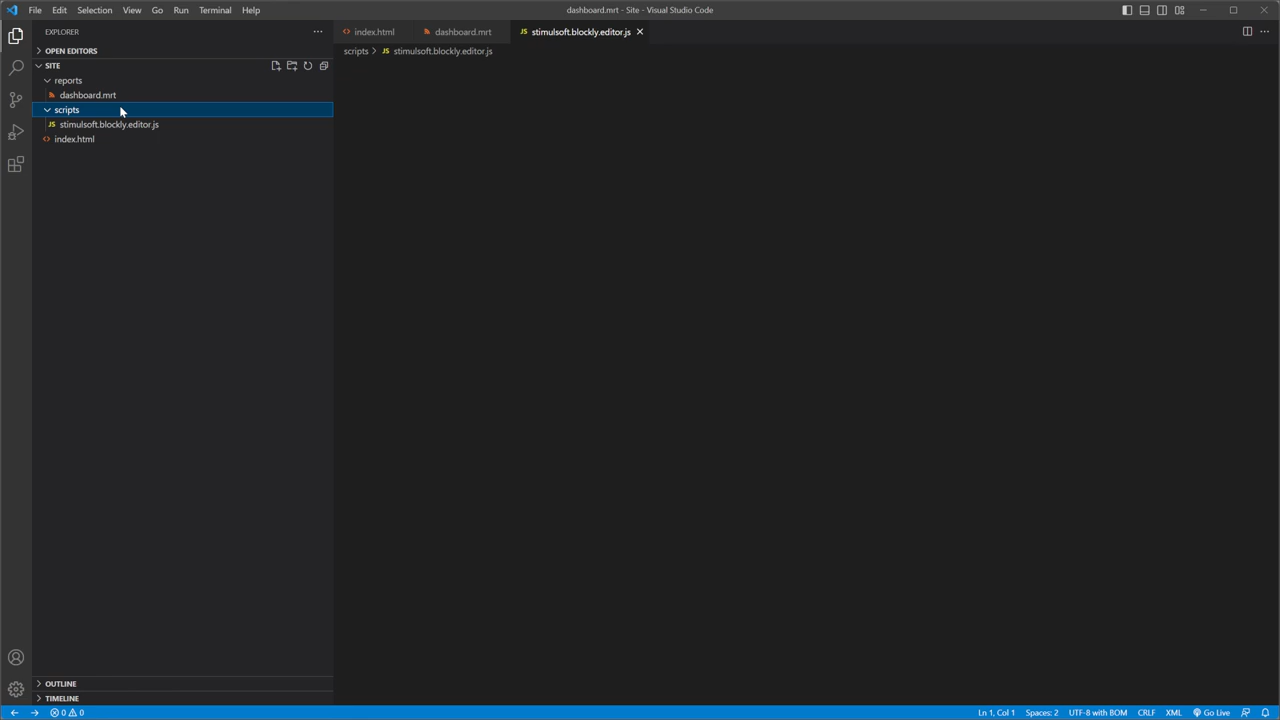 File Edit Selection View Go Run Terminal Help
dashboard.mrt - Site - Visual Studio Code
EXPLORER
OPEN EDITORS
SITE
reports
dashboard.mrt
scripts
JS stimulsoft.blockly.editor.js
index.html
index.html dashboard.mrt JS stimulsoft.blockly.editor.js
scripts JS stimulsoft.blockly.editor.js
OUTLINE
TIMELINE
0 0 Ln 1, Col 1 Spaces: 2 UTF-8 with BOM CRLF XML Go Live